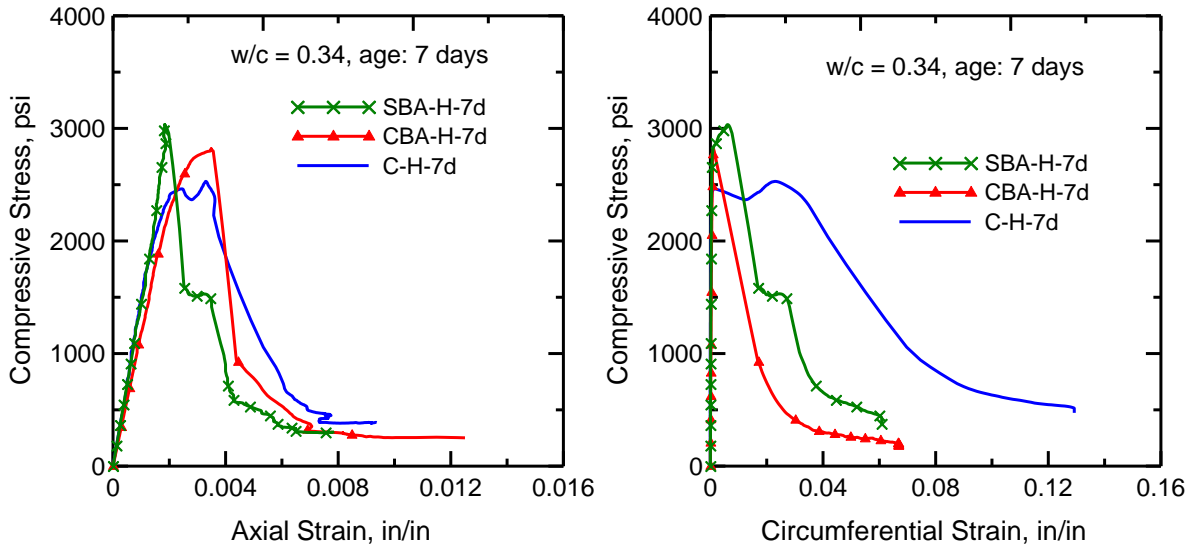 4000
3000
2000
1000
0
Compressive Stress, psi
w/c = 0.34, age: 7 days
SBA-H-7d
CBA-H-7d
C-H-7d
0 0.004 0.008 0.012 0.016
Axial Strain, in/in
4000
3000
2000
1000
0
Compressive Stress, psi
w/c = 0.34, age: 7 days
SBA-H-7d
CBA-H-7d
C-H-7d
0 0.04 0.08 0.12 0.16
Circumferential Strain, in/in